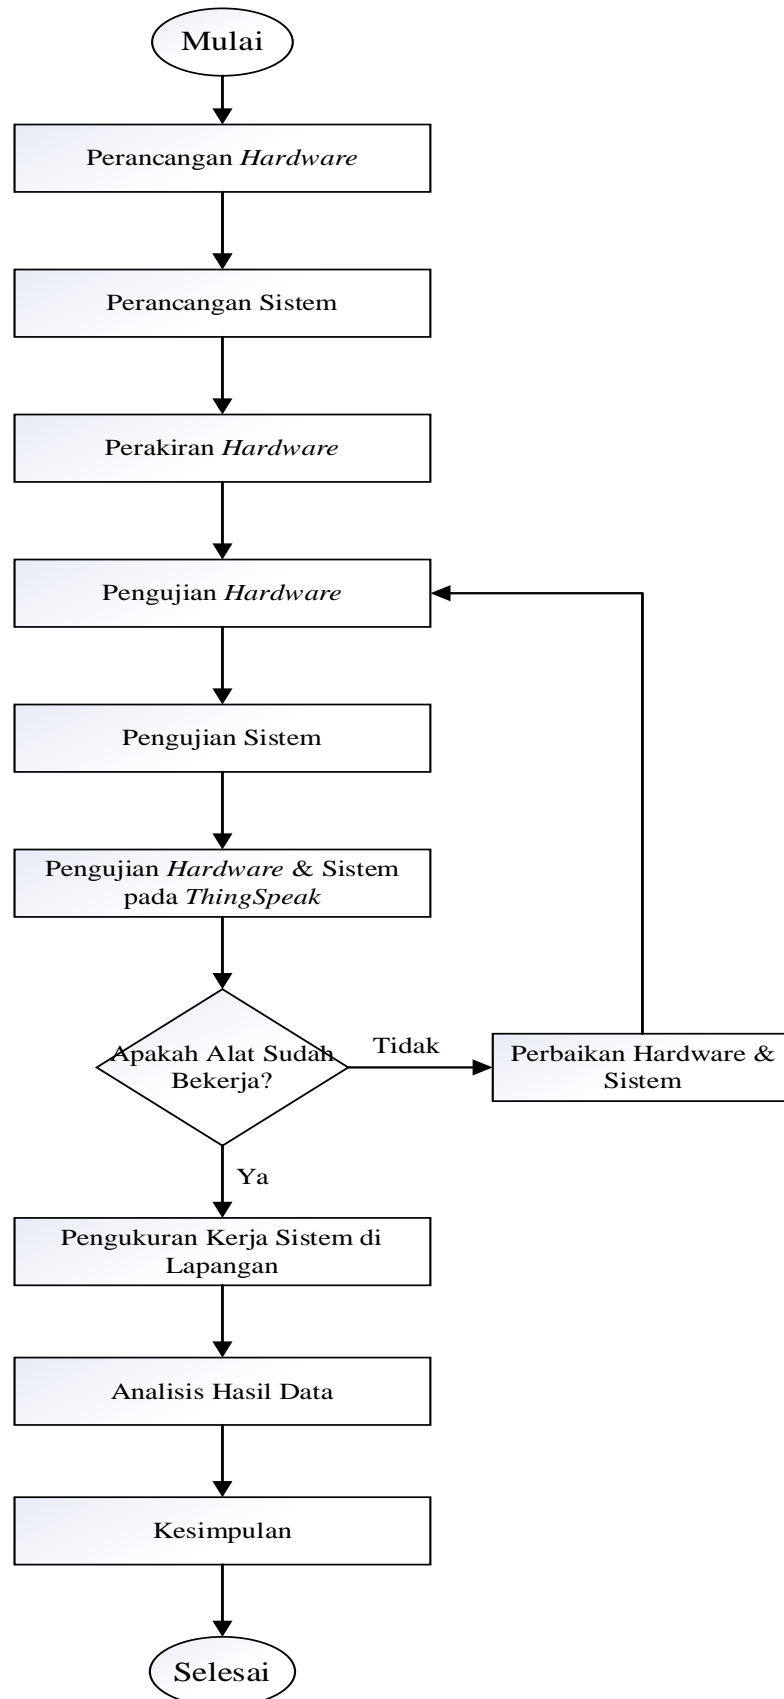 Mulai
Perancangan Hardware
Perancangan Sistem
Perakiran Hardware
Pengujian Hardware
Pengujian Sistem
Pengujian Hardware & Sistem
pada ThingSpeak
Apakah Alat Sudah
Bekerja?
Tidak
Perbaikan Hardware &
Sistem
Ya
Pengukuran Kerja Sistem di
Lapangan
Analisis Hasil Data
Kesimpulan
Selesai